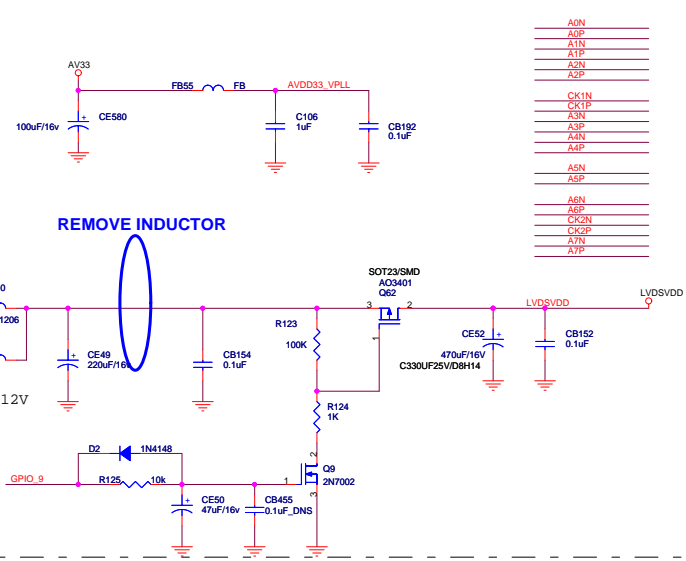 A0N
A0P
A1N
A1P
A2N
A2P
CK1N
CK1P
A3N
A3P
A4N
A4P
A5N
A5P
A6N
A6P
CK2N
CK2P
A7N
A7P
AV33
FB55 FB AVDD33_VPLL
CE580
100uF/16v
+
C106
1uF
CB192
0.1uF
REMOVE INDUCTOR
0
1206
SOT23/SMD
AO3401
Q62
3 2
1
LVDSVDD
LVDSVDD
R123
100K
CE49
220uF/16V
+
CB154
0.1uF
CE52
470uF/16V
C330UF25V/D8H14
+
CB152
0.1uF
12V
R124
1K
D2 1N4148
GPIO_9
R125 10k
2
1
3
Q9
2N7002
CE50
47uF/16v
+
CB455
0.1uF_DNS